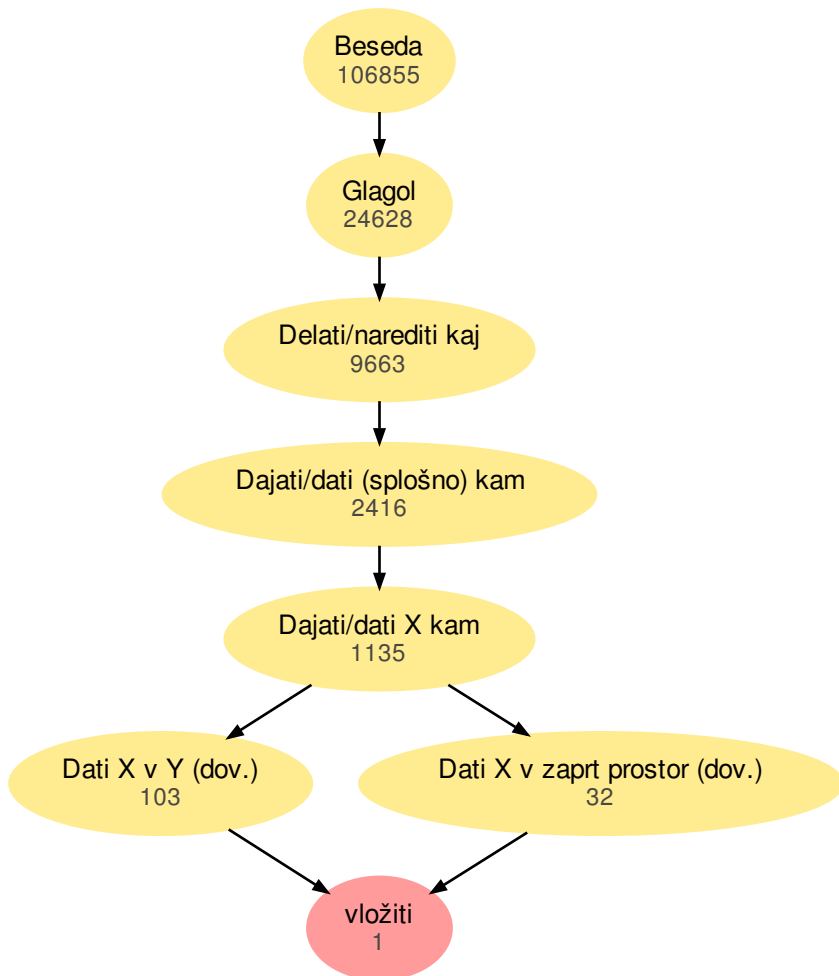 Beseda
106855
Glagol
24628
Delati/narediti kaj
9663
Dajati/dati (splošno) kam
2416
Dajati/dati X kam
1135
Dati X v Y (dov.)
103
Dati X v zaprt prostor (dov.)
32
vložiti
1